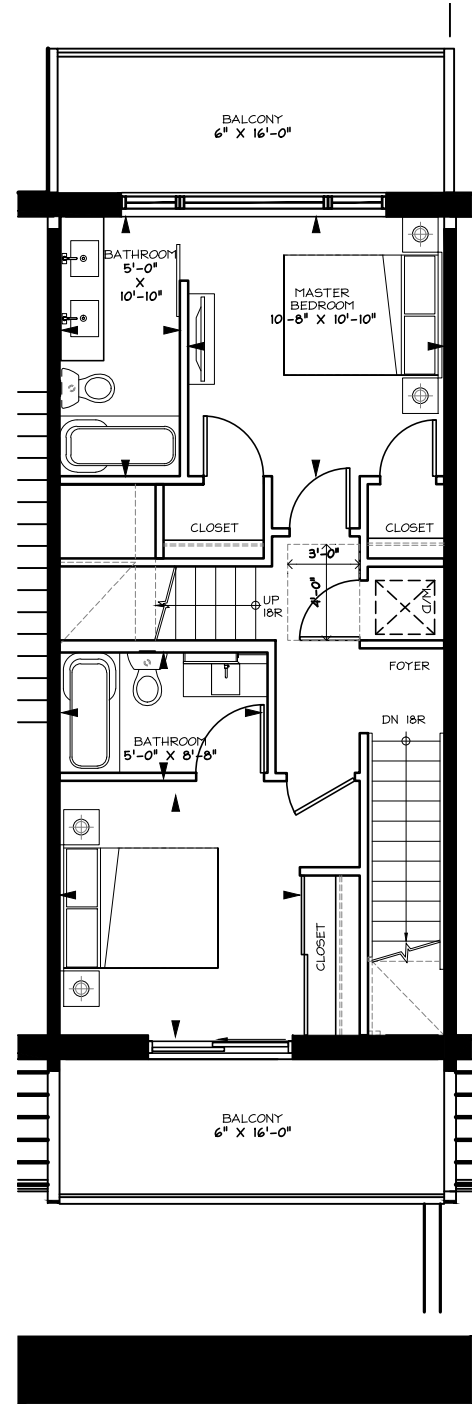 BALCONY
6" X 16'-0"
BATHROOM
5'-0"
X
10'-10"
MASTER
BEDROOM
10'-8" X 10'-10"
CLOSET
CLOSET
3'-0"
4'-0"
UP
18R
W/D
FOYER
DN 18R
BATHROOM
5'-0" X 8'-8"
CLOSET
BALCONY
6" X 16'-0"